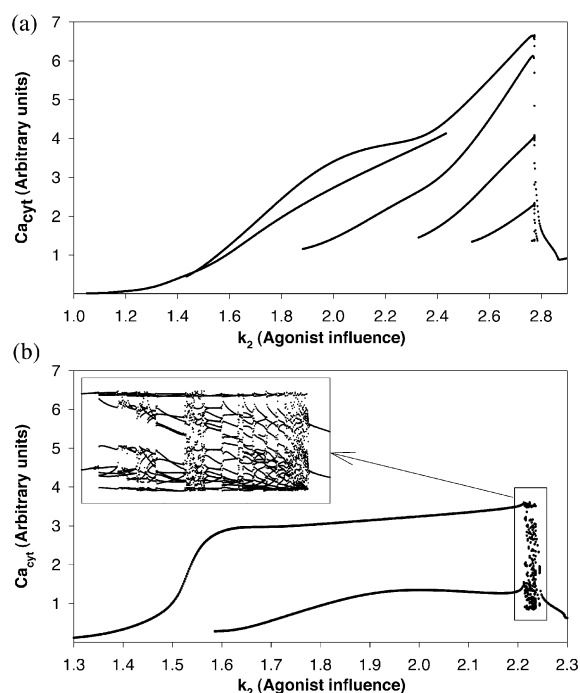 (a)
7
6
5
4
3
2
1
Ca_cyt (Arbitrary units)
1.0 1.2 1.4 1.6 1.8 2.0 2.2 2.4 2.6 2.8
k_2 (Agonist influence)
(b)
7
6
5
4
3
2
1
Ca_cyt (Arbitrary units)
1.3 1.4 1.5 1.6 1.7 1.8 1.9 2.0 2.1 2.2 2.3
k_2 (Agonist influence)